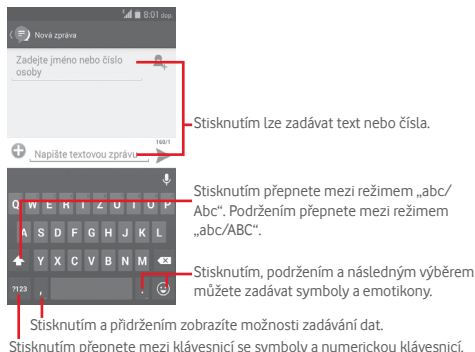 8:01 dop.
Nová zpráva
Zadejte jméno nebo číslo
osoby
Stisknutím lze zadávat text nebo čísla.
160/1
Napište textovou zprávu
Stisknutím přepnete mezi režimem „abc/
Abc“. Podržením přepnete mezi režimem
„abc/ABC“.
Q W E R T Z U I O P
A S D F G H J K L
Y X C V B N M
Stisknutím, podržením a následným výběrem
můžete zadávat symboly a emotikony.
?123 , .
Stisknutím a přidržením zobrazíte možnosti zadávání dat.
Stisknutím přepnete mezi klávesnicí se symboly a numerickou klávesnicí.